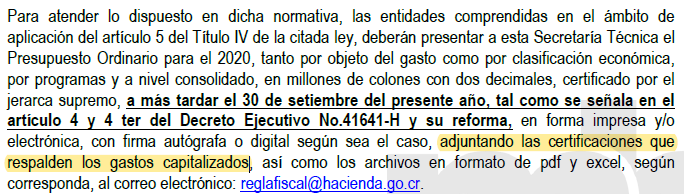 Para atender lo dispuesto en dicha normativa, las entidades comprendidas en el ámbito de
aplicación del artículo 5 del Título IV de la citada ley, deberán presentar a esta Secretaría Técnica el
Presupuesto Ordinario para el 2020, tanto por objeto del gasto como por clasificación económica,
por programas y a nivel consolidado, en millones de colones con dos decimales, certificado por el
jerarca supremo, a más tardar el 30 de setiembre del presente año, tal como se señala en el
artículo 4 y 4 ter del Decreto Ejecutivo No.41641-H y su reforma, en forma impresa y/o
electrónica, con firma autógrafa o digital según sea el caso, adjuntando las certificaciones que
respalden los gastos capitalizados, así como los archivos en formato de pdf y excel, según
corresponda, al correo electrónico: reglafiscal@hacienda.go.cr.